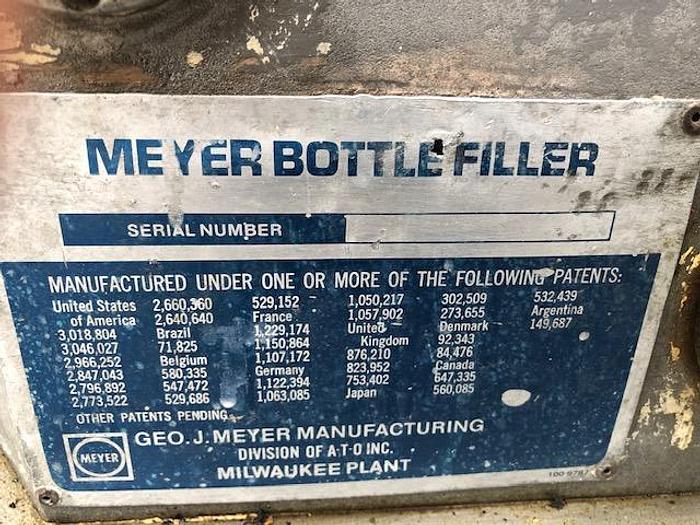 MEYER BOTTLE FILLER
SERIAL NUMBER
MANUFACTURED UNDER ONE OR MORE OF THE FOLLOWING PATENTS:
United States
of America
3,018,804
3,046,027
2,966,252
2,847,043
2,796,892
2,773,522
2,660,360
2,640,640
Brazil
71,825
Belgium
580,335
547,472
529,686
529,152
France
1,229,174
1,150,864
1,107,172
Germany
1,122,394
1,063,085
1,050,217
1,057,902
United
Kingdom
876,210
823,952
753,402
Japan
302,509
273,655
Denmark
92,343
84,476
Canada
647,335
560,085
532,439
Argentina
149,687
OTHER PATENTS PENDING
MEYER
GEO. J. MEYER MANUFACTURING
DIVISION OF A-T-O INC.
MILWAUKEE PLANT